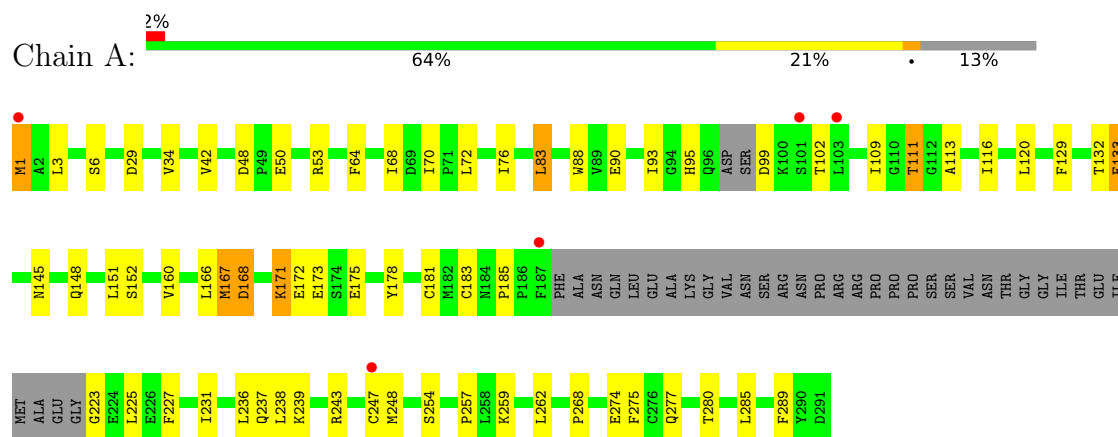 2%
Chain A:
64% 21% • 13%
M1 A2 L3 S6 D29 V34 V42 D48 P49 E50 R53 F64 I68 D69 I70 P71 L72 I76 L83 W88 V89 E90 I93 G94 H95 Q96 ASP SER D99 K100 S101 T102 L103 I109 G110 T111 G112 A113 I116 L120 F129 T132
N145 Q148 L151 S152 V160 L166 M167 D168 K171 E172 E173 S174 E175 Y178 C181 M182 C183 N184 P185 P186 F187 PHE ALA ASN GLN LEU GLU ALA LYS GLY VAL ASN SER ARG ASN PRO ARG ARG PRO PRO PRO SER SER VAL ASN THR GLY GLY ILE THR GLU ILE
MET ALA GLU GLY G223 E224 L225 E226 F227 I231 L236 Q237 L238 K239 R243 C247 M248 S254 P257 L258 K259 L262 P268 E274 F275 C276 Q277 T280 L285 F289 Y290 D291